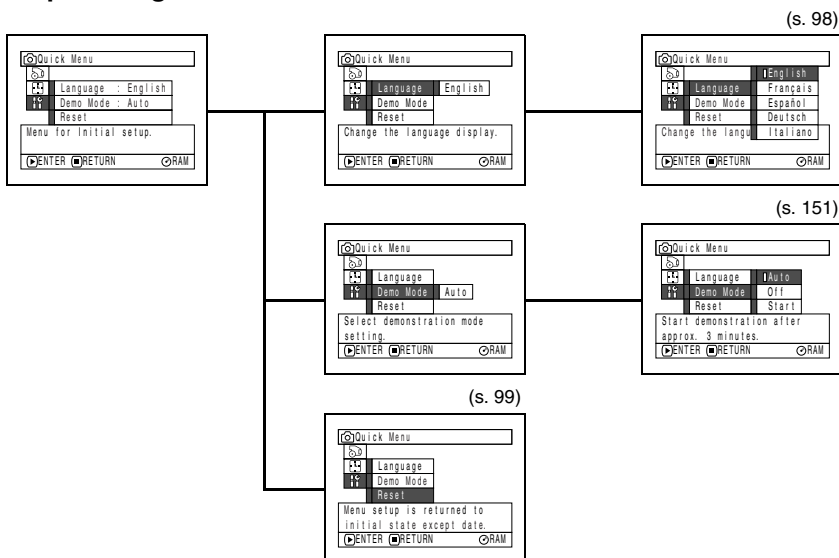 (s. 98)
Quick Menu
Language : English
Demo Mode : Auto
Reset
Menu for Initial setup.
ENTER RETURN RAM
Quick Menu
Language English
Demo Mode
Reset
Change the language display.
ENTER RETURN RAM
Quick Menu
English
Language Français
Demo Mode Español
Reset Deutsch
Change the langu Italiano
ENTER RETURN RAM
(s. 151)
Quick Menu
Language
Demo Mode Auto
Reset
Select demonstration mode
setting.
ENTER RETURN RAM
Quick Menu
Language Auto
Demo Mode Off
Reset Start
Start demonstration after
approx. 3 minutes.
ENTER RETURN RAM
(s. 99)
Quick Menu
Language
Demo Mode
Reset
Menu setup is returned to
initial state except date.
ENTER RETURN RAM